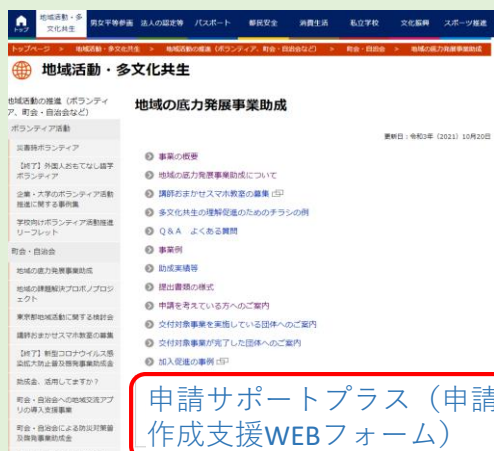 トップ
地域活動・多
文化共生
男女平等参画
法人の認定等
パスポート
都民安全
消費生活
私立学校
文化振興
スポーツ推進
トップページ > 地域活動・多文化共生 > 地域活動の推進(ボランティア、町会・自治会など) > 町会・自治会 > 地域の底力発展事業助成
地域活動・多文化共生
地域活動の推進(ボランティ
ア、町会・自治会など)
ボランティア活動
災害時ボランティア
【終了】外国人おもてなし語学
ボランティア
企業・大学のボランティア活動
推進に関する事例集
学校向けボランティア活動推進
リーフレット
町会・自治会
地域の底力発展事業助成
地域の課題解決プロボノプロジ
ェクト
東京都地域活動に関する検討会
講師おまかせスマホ教室の募集
【終了】新型コロナウイルス感
染拡大防止普及啓発事業助成金
助成金、活用してますか?
町会・自治会への地域交流アプ
リの導入支援事業
町会・自治会による防災対策普
及啓発事業助成金
地域の底力発展事業助成
更新日:令和3年(2021)10月20日
事業の概要
地域の底力発展事業助成について
講師おまかせスマホ教室の募集
多文化共生の理解促進のためのチラシの例
Q&A よくある質問
事業例
助成実績等
提出書類の様式
申請を考えている方へのご案内
交付対象事業を実施している団体へのご案内
交付対象事業が完了した団体へのご案内
加入促進の事例
申請サポートプラス(申請
作成支援WEBフォーム)